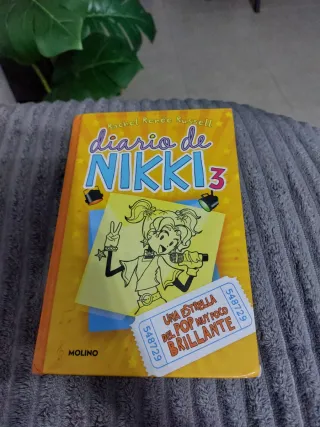 Rachel Renée Russell
diario de
NIKKI 3
UNA ESTRELLA
DEL POP MUY POCO
BRILLANTE
548729
548729
MOLINO